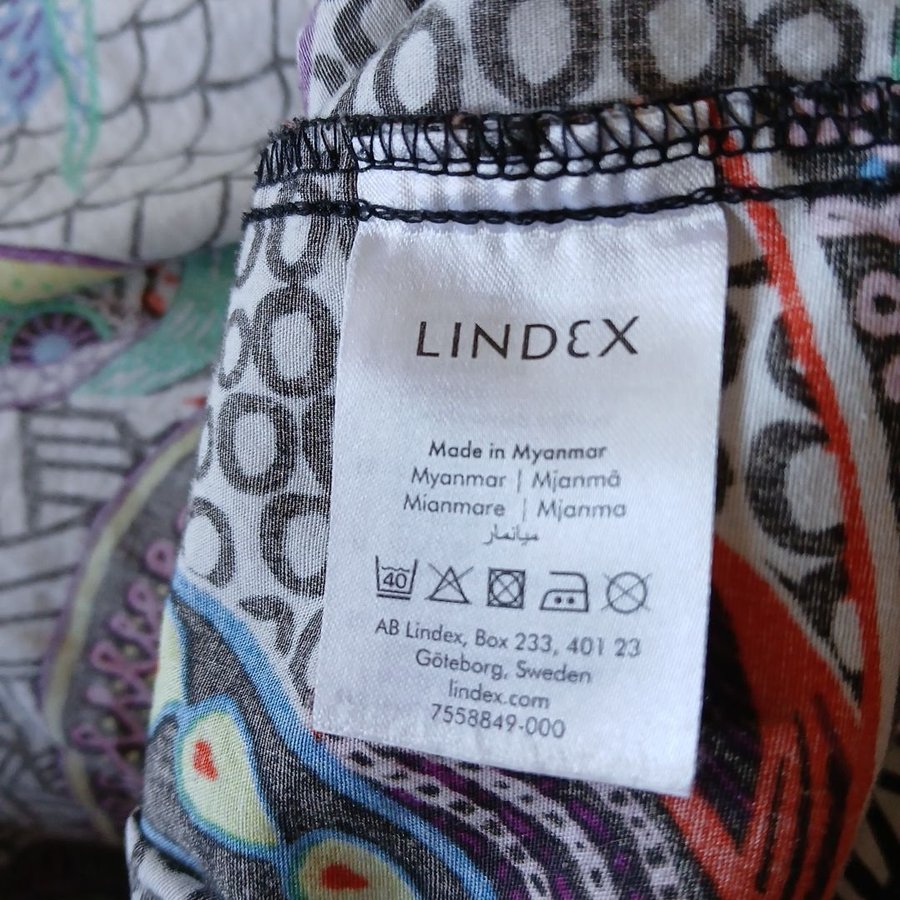 LINDEX
Made in Myanmar
Myanmar | Mjanmā
Mianmare | Mjanma
ميانمار
40
AB Lindex, Box 233, 401 23
Göteborg, Sweden
lindex.com
7558849-000